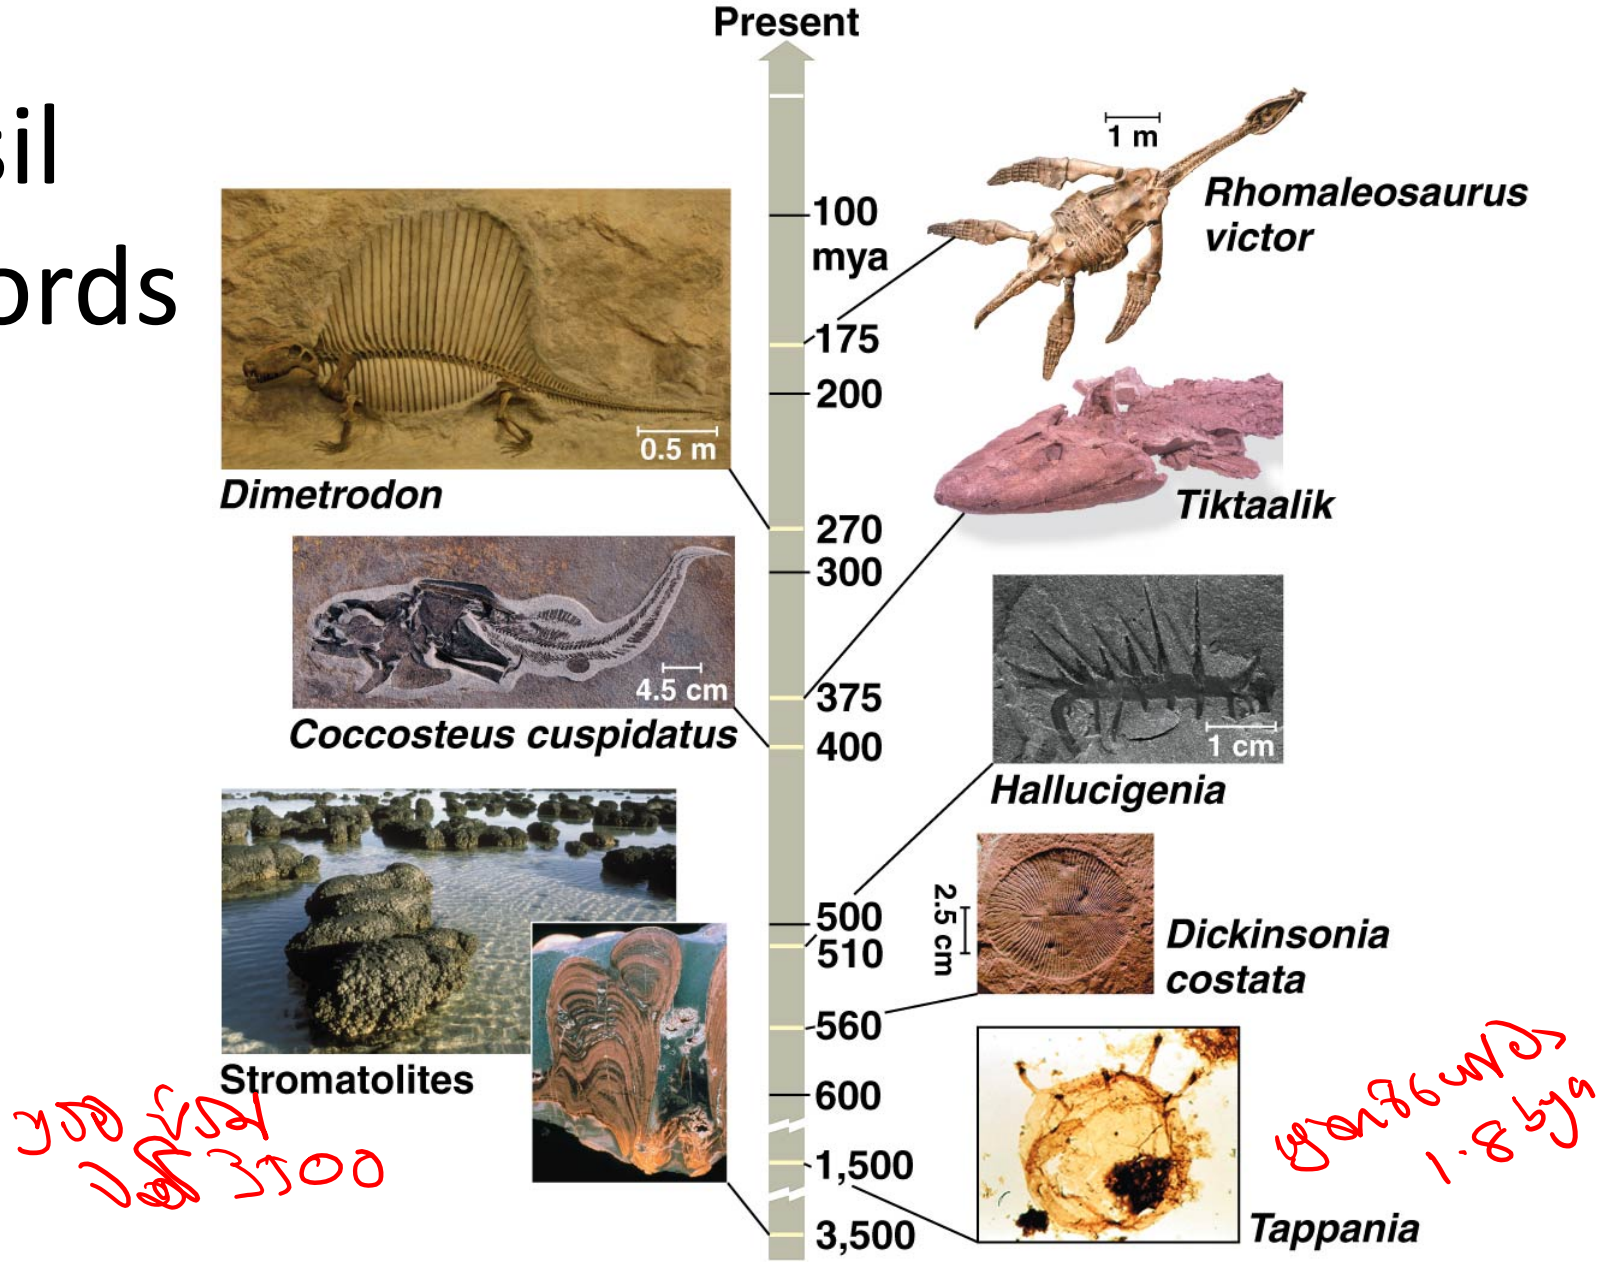 Present
sil
ords
1 m
Rhomaleosaurus
victor
100
mya
175
200
0.5 m
Dimetrodon
Tiktaalik
270
300
4.5 cm
Coccosteus cuspidatus
375
400
1 cm
Hallucigenia
500
510
2.5 cm
Dickinsonia
costata
560
Stromatolites
600
1,500
3,500
Tappania
3500
1.8 bya